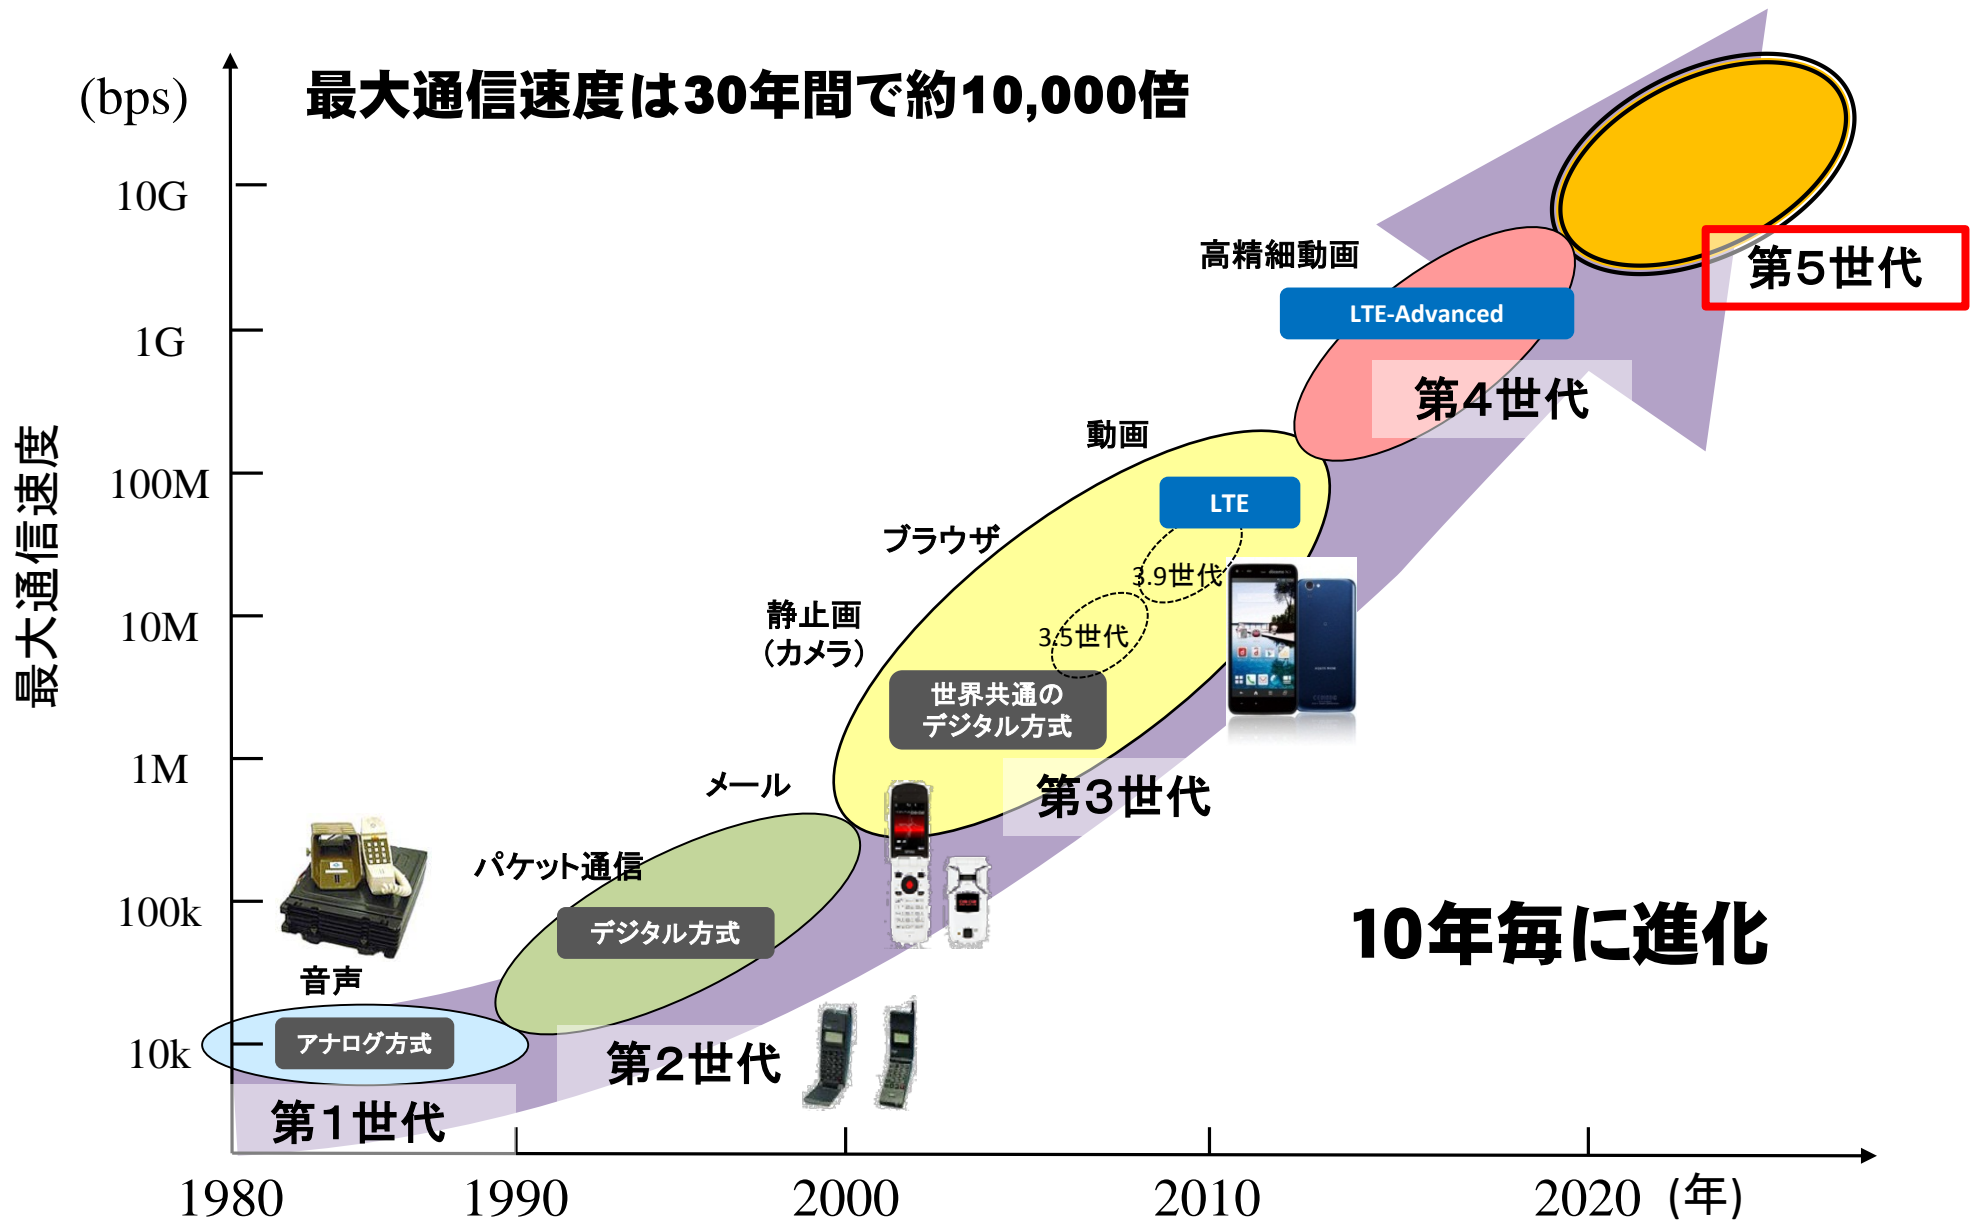 (bps)
最大通信速度は30年間で約10,000倍
10G
高精細動画
第5世代
LTE-Advanced
1G
第4世代
動画
100M
LTE
ブラウザ
3.9世代
静止画
（カメラ）
10M
3.5世代
最大通信速度
世界共通の
デジタル方式
1M
メール
第3世代
パケット通信
100k
デジタル方式
10年毎に進化
音声
10k
アナログ方式
第2世代
第1世代
1980
1990
2000
2010
2020
(年)